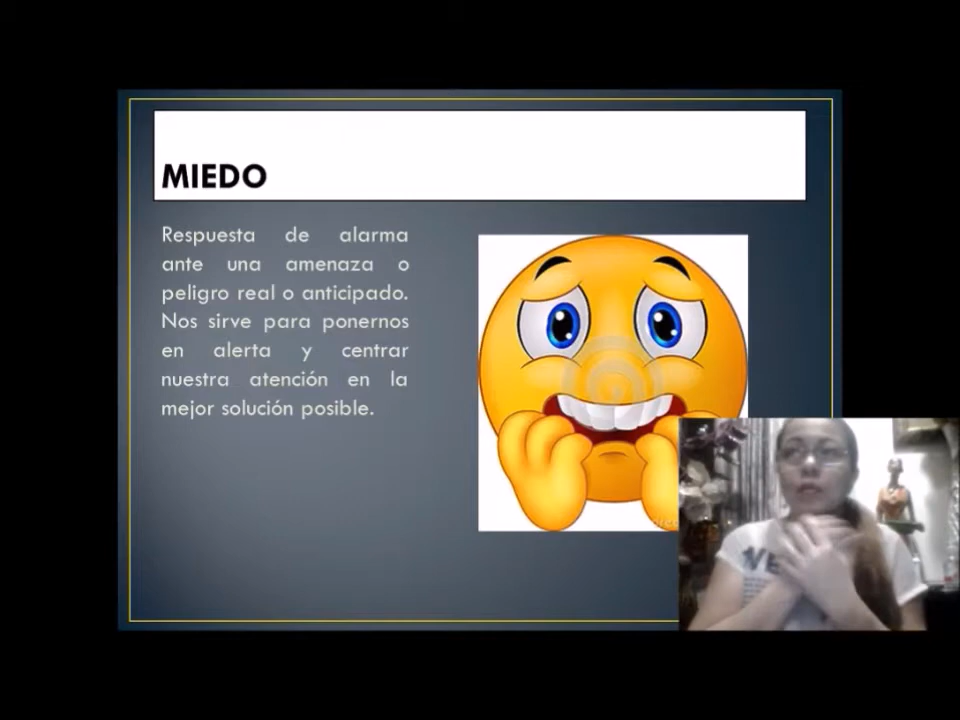 MIEDO
Respuesta de alarma
ante una amenaza o
peligro real o anticipado.
Nos sirve para ponernos
en alerta y centrar
nuestra atención en la
mejor solución posible.